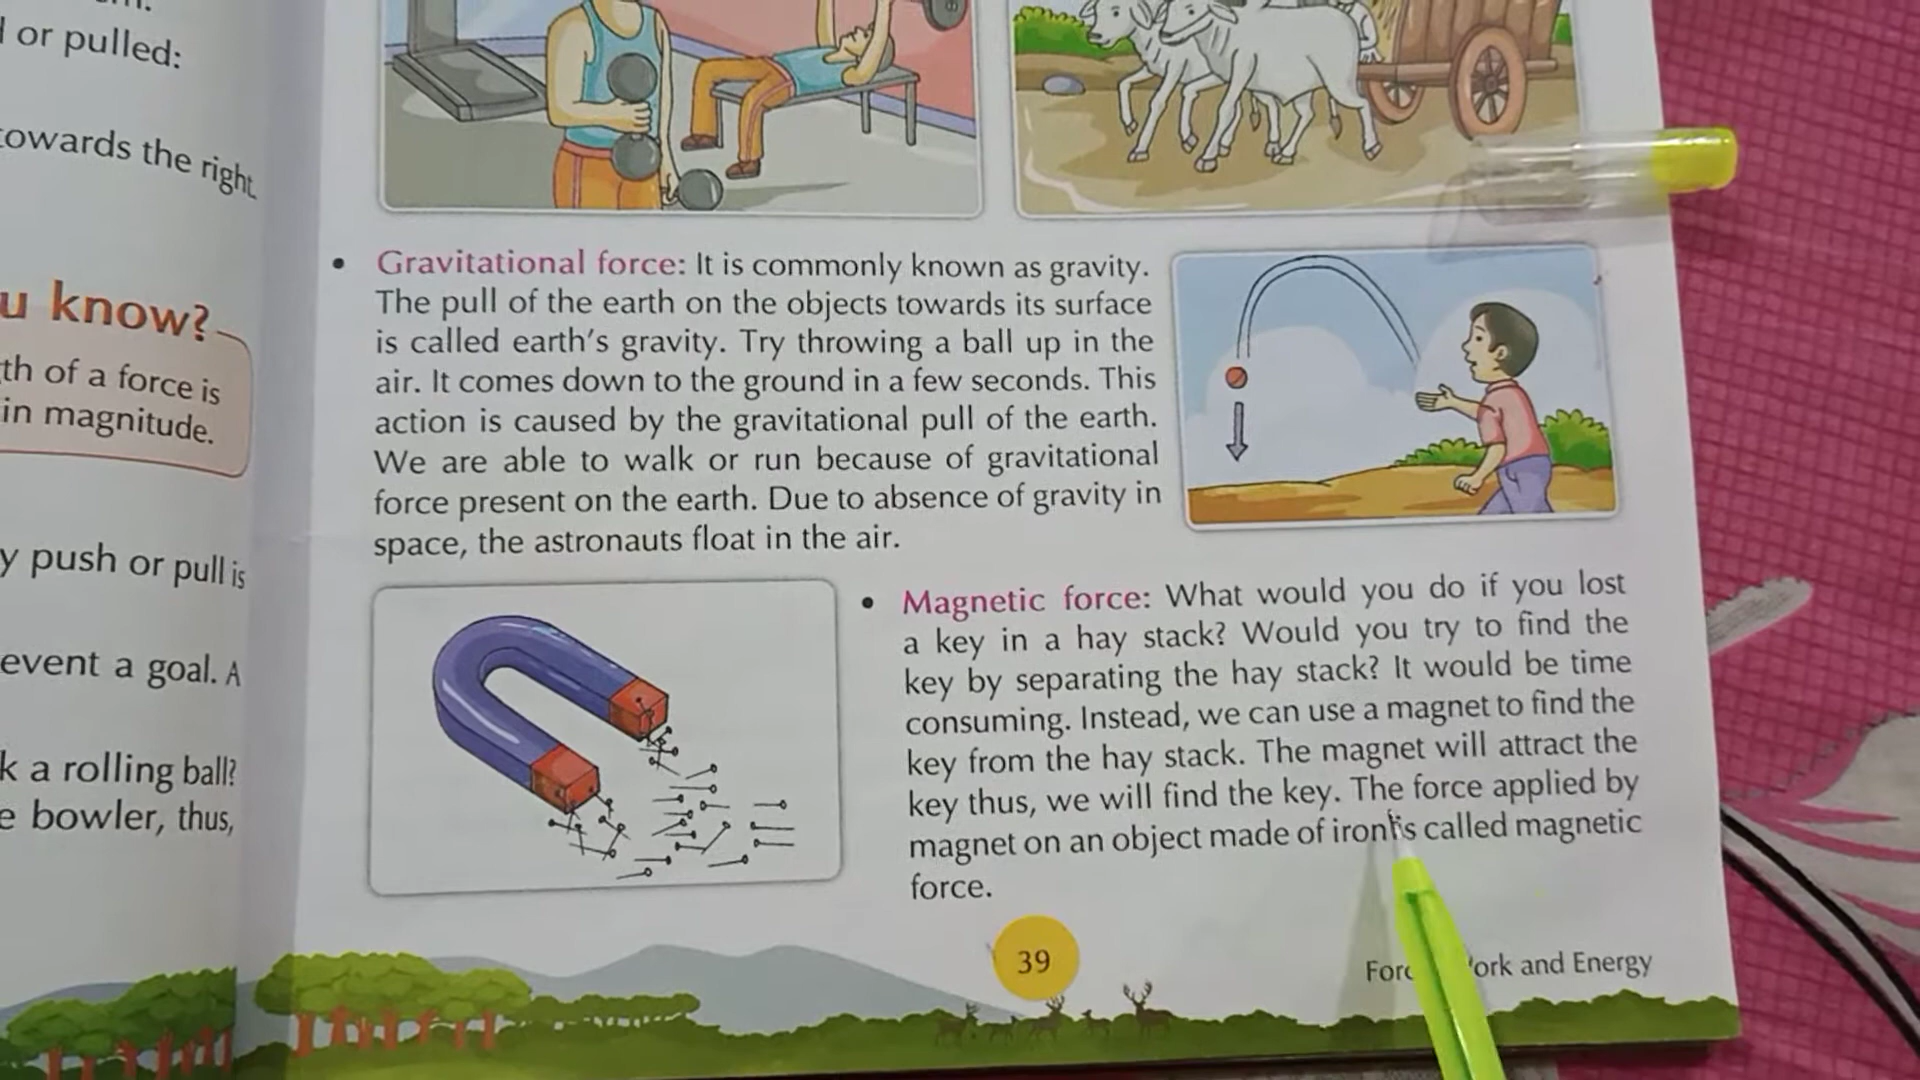 or pulled:
towards the right.
u know?
th of a force is
in magnitude.
y push or pull is
event a goal. A
k a rolling ball?
e bowler, thus,
• Gravitational force: It is commonly known as gravity.
The pull of the earth on the objects towards its surface
is called earth's gravity. Try throwing a ball up in the
air. It comes down to the ground in a few seconds. This
action is caused by the gravitational pull of the earth.
We are able to walk or run because of gravitational
force present on the earth. Due to absence of gravity in
space, the astronauts float in the air.
• Magnetic force: What would you do if you lost
a key in a hay stack? Would you try to find the
key by separating the hay stack? It would be time
consuming. Instead, we can use a magnet to find the
key from the hay stack. The magnet will attract the
key thus, we will find the key. The force applied by
magnet on an object made of iron is called magnetic
force.
39
Forc ork and Energy